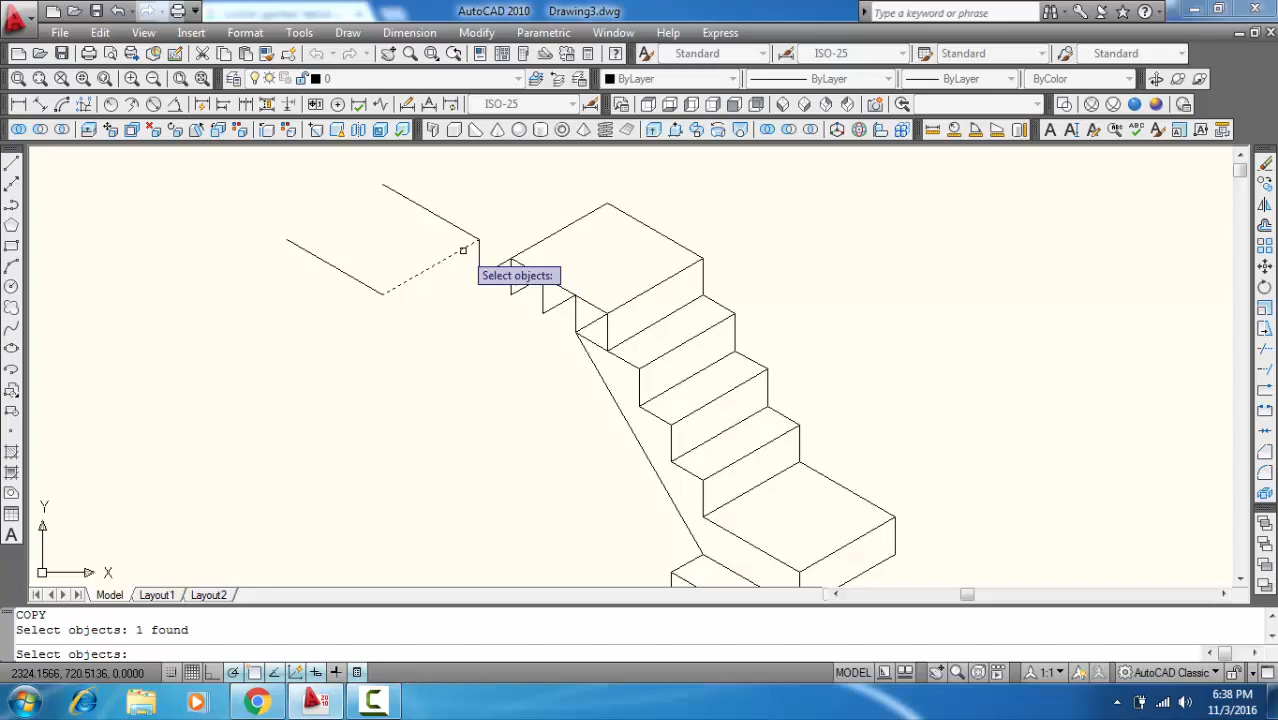 AutoCAD 2010 Drawing3.dwg
Type a keyword or phrase
File Edit View Insert Format Tools Draw Dimension Modify Parametric Window Help Express
Standard ISO-25 Standard Standard
0 ByLayer ByLayer ByLayer ByColor
ISO-25
Select objects:
Y
X
Model Layout1 Layout2
COPY
Select objects: 1 found
Select objects:
2324.1566, 720.5136, 0.0000 MODEL 1:1 AutoCAD Classic
6:38 PM
11/3/2016